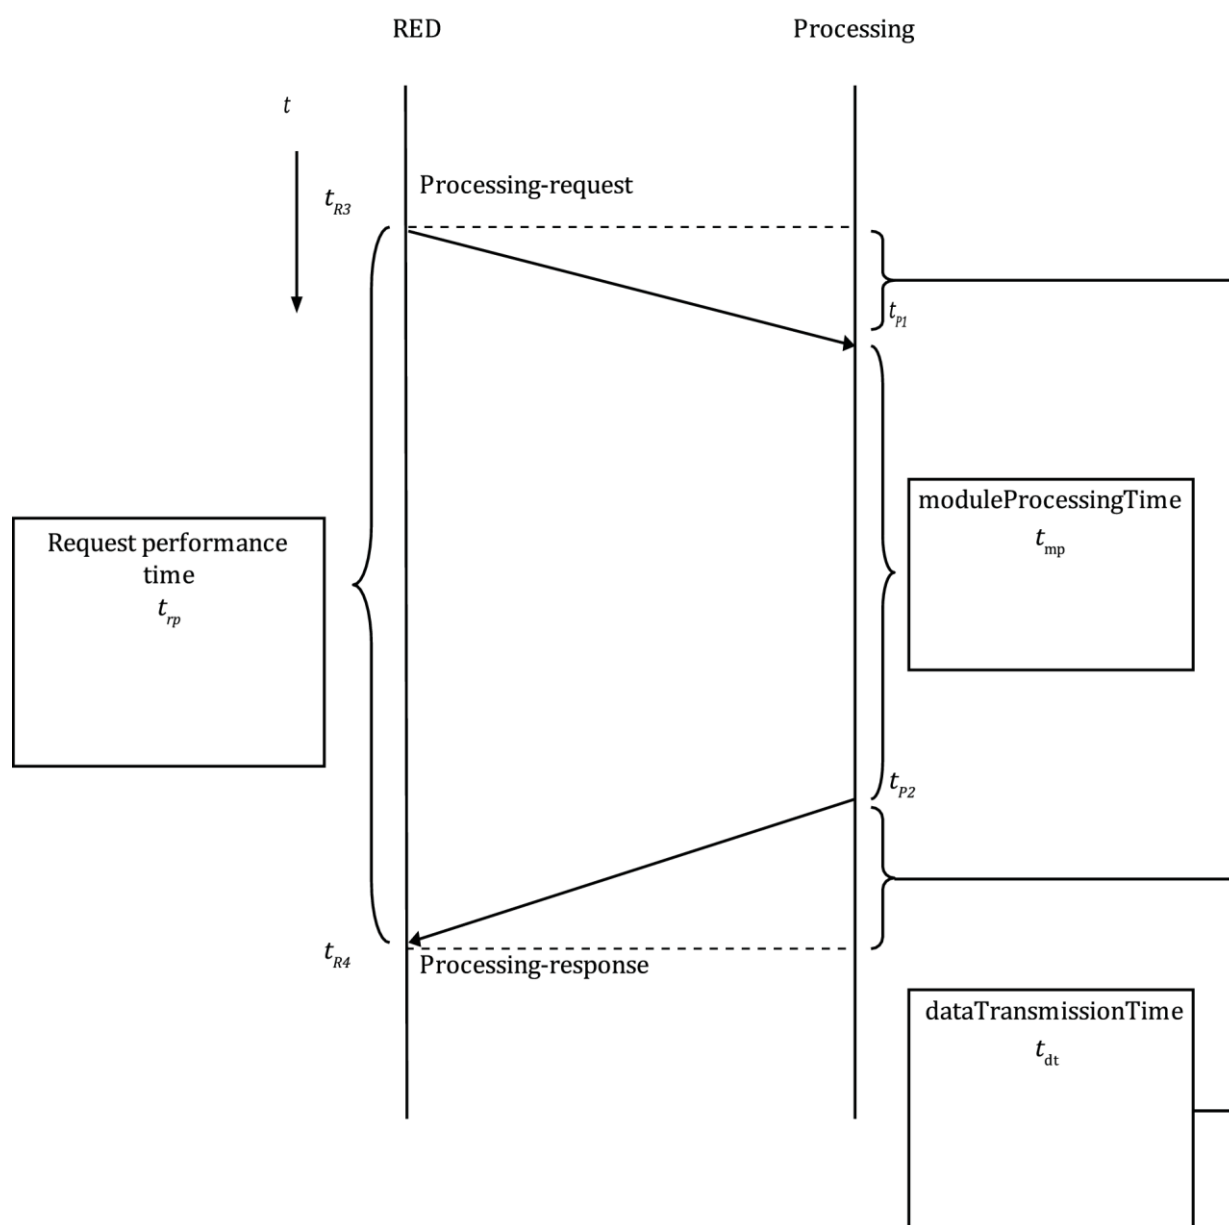 RED
Processing
t
Processing-request
t_R3
t_P1
moduleProcessingTime
t_mp
Request performance
time
t_rp
t_P2
t_R4
Processing-response
dataTransmissionTime
t_dt